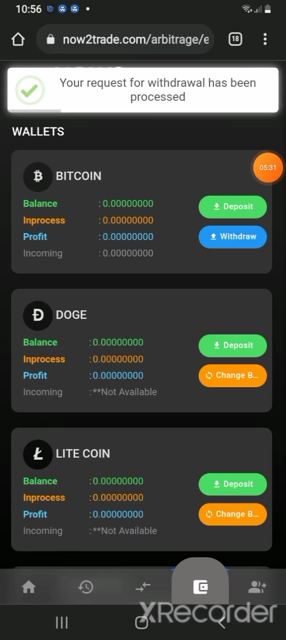 10:56
now2trade.com/arbitrage/e
18
Your request for withdrawal has been
processed
WALLETS
05:31
BITCOIN
Balance : 0.00000000
Deposit
Inprocess : 0.00000000
Profit : 0.00000000
Withdraw
Incoming : 0.00000000
DOGE
Balance : 0.00000000
Deposit
Inprocess : 0.00000000
Profit : 0.00000000
Change B...
Incoming :**Not Available
LITE COIN
Balance : 0.00000000
Deposit
Inprocess : 0.00000000
Profit : 0.00000000
Change B...
Incoming :**Not Available
XRecorder